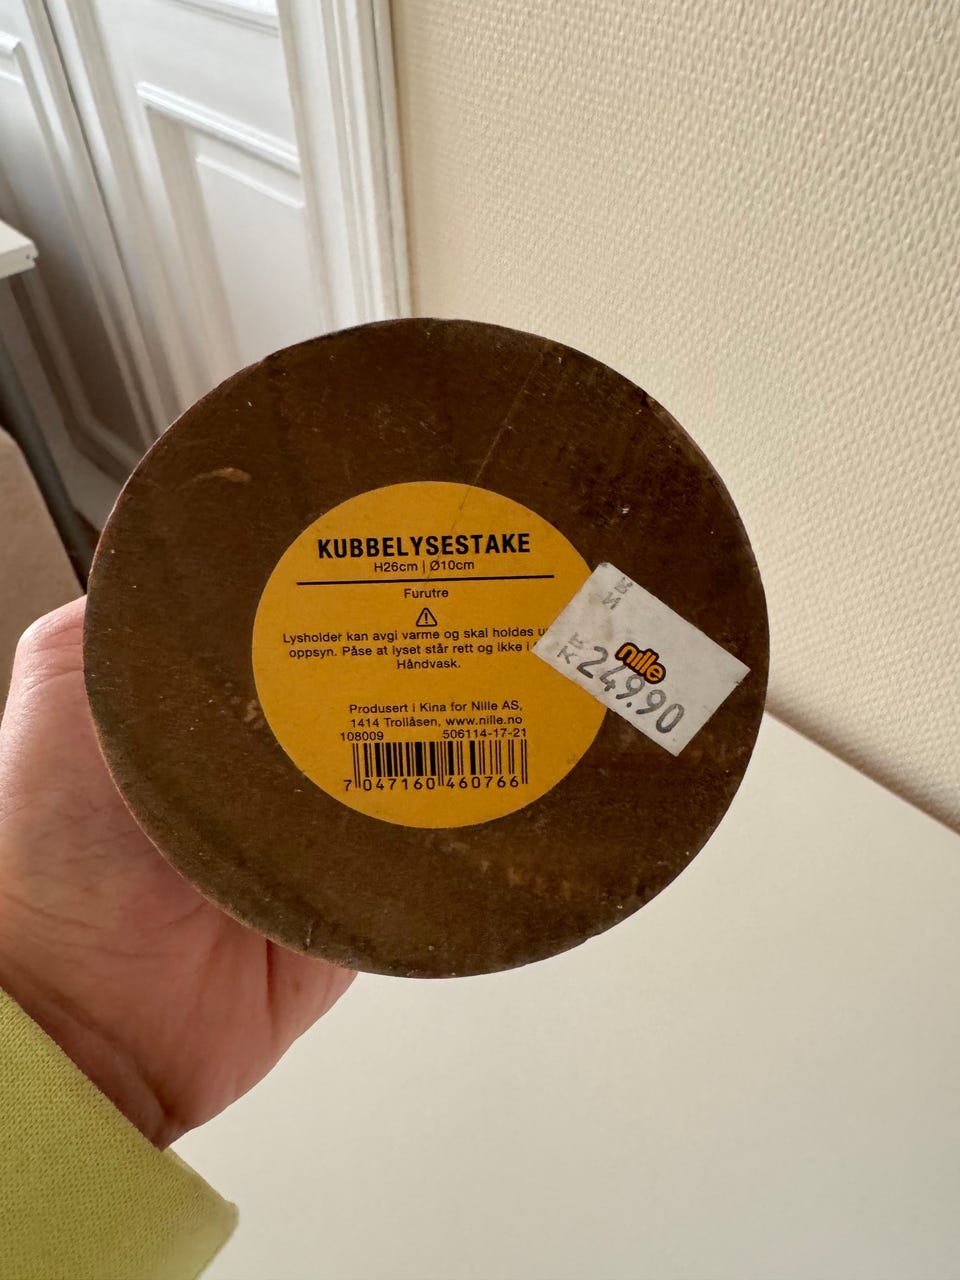 KUBBELYSESTAKE
H26cm | Ø10cm
Furutre
Lysholder kan avgi varme og skal holdes
oppsyn. Påse at lyset står rett og ikke i
Håndvask.
Produsert i Kina for Nille AS,
1414 Trollåsen, www.nille.no
108009 506114-17-21
7 047160 460766
KR
nille
KR 249.90